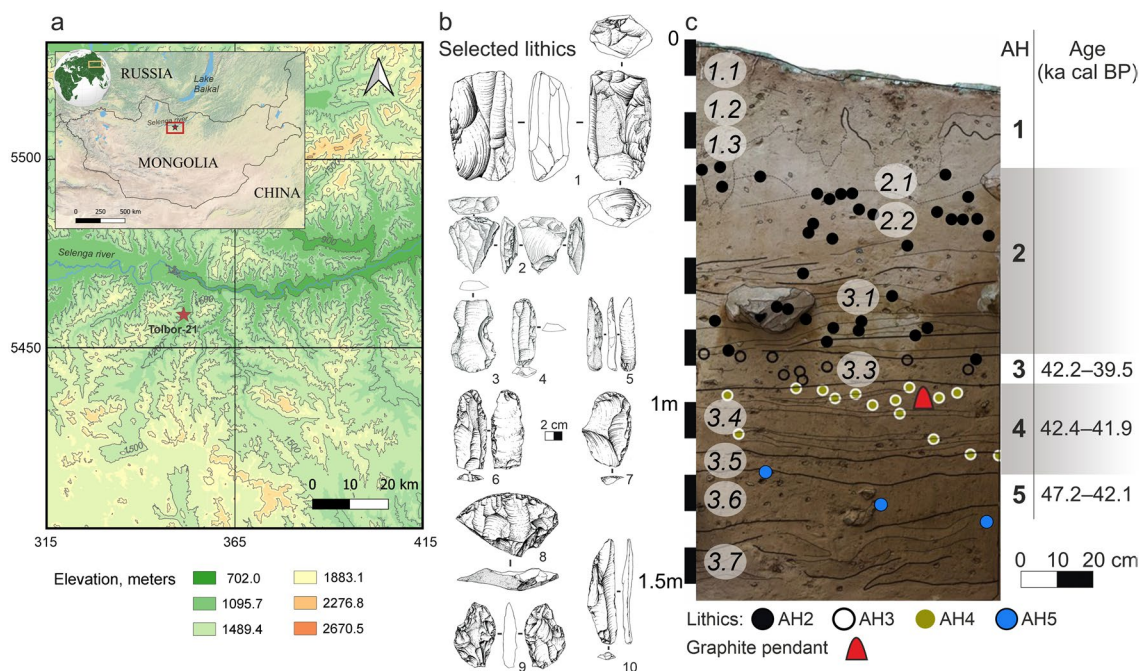 a
RUSSIA
Lake
Baikal
Selenga river
MONGOLIA
CHINA
0 250 500 km
5500
5450
Selenga river
Tolbor-21
1500
0 10 20 km
315 365 415
Elevation, meters
702.0 1883.1
1095.7 2276.8
1489.4 2670.5
b
Selected lithics
1
2
3 4 5
2 cm
6 7
8
9 10
c
0
1m
1.5m
1.1
1.2
1.3
2.1
2.2
3.1
3.3
3.4
3.5
3.6
3.7
AH Age
(ka cal BP)
1
2
3 42.2–39.5
4 42.4–41.9
5 47.2–42.1
0 10 20 cm
Lithics: AH2 AH3 AH4 AH5
Graphite pendant